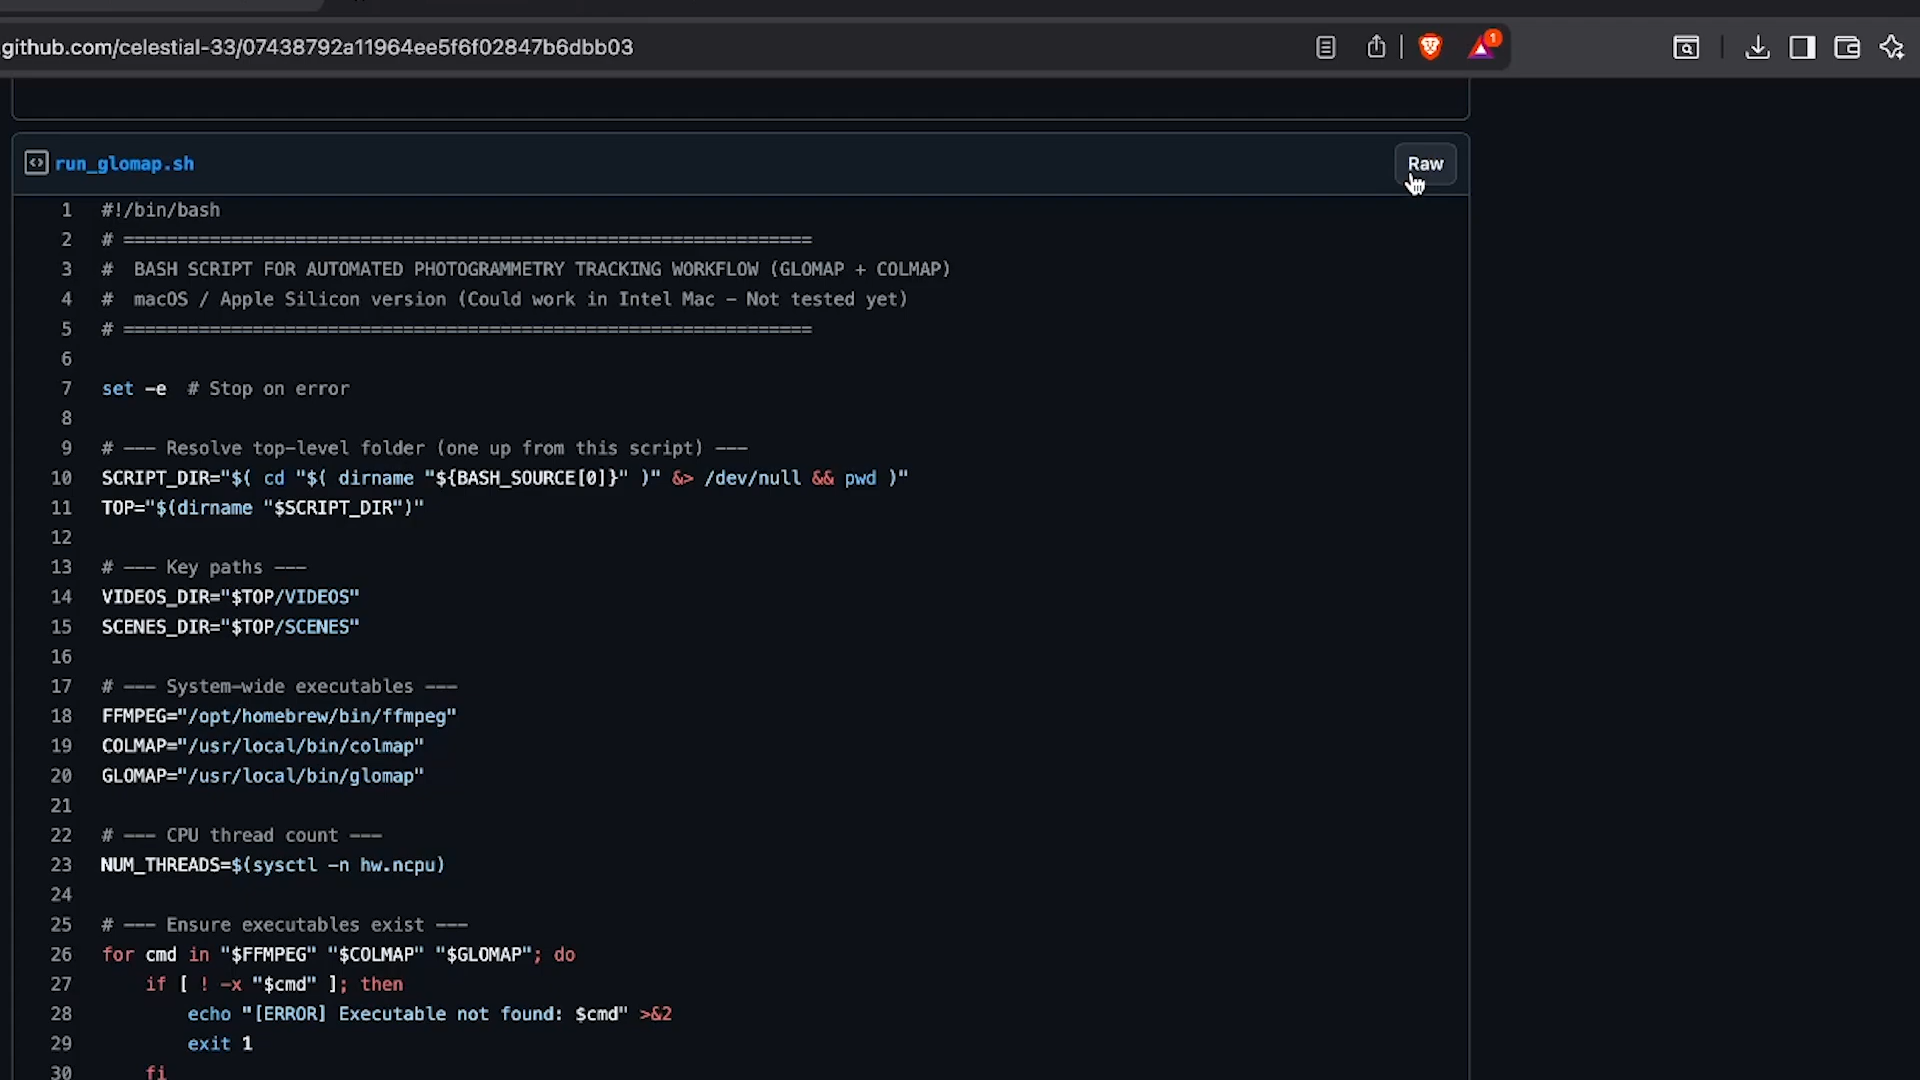 github.com/celestial-33/07438792a11964ee5f6f02847b6dbb03
1
run_glomap.sh
Raw
1 #!/bin/bash
2 # ================================================================
3 # BASH SCRIPT FOR AUTOMATED PHOTOGRAMMETRY TRACKING WORKFLOW (GLOMAP + COLMAP)
4 # macOS / Apple Silicon version (Could work in Intel Mac – Not tested yet)
5 # ================================================================
6
7 set -e  # Stop on error
8
9 # --- Resolve top-level folder (one up from this script) ---
10 SCRIPT_DIR="$( cd "$( dirname "${BASH_SOURCE[0]}" )" &> /dev/null && pwd )"
11 TOP="$(dirname "$SCRIPT_DIR")"
12
13 # --- Key paths ---
14 VIDEOS_DIR="$TOP/VIDEOS"
15 SCENES_DIR="$TOP/SCENES"
16
17 # --- System-wide executables ---
18 FFMPEG="/opt/homebrew/bin/ffmpeg"
19 COLMAP="/usr/local/bin/colmap"
20 GLOMAP="/usr/local/bin/glomap"
21
22 # --- CPU thread count ---
23 NUM_THREADS=$(sysctl -n hw.ncpu)
24
25 # --- Ensure executables exist ---
26 for cmd in "$FFMPEG" "$COLMAP" "$GLOMAP"; do
27     if [ ! -x "$cmd" ]; then
28         echo "[ERROR] Executable not found: $cmd" >&2
29         exit 1
30     fi